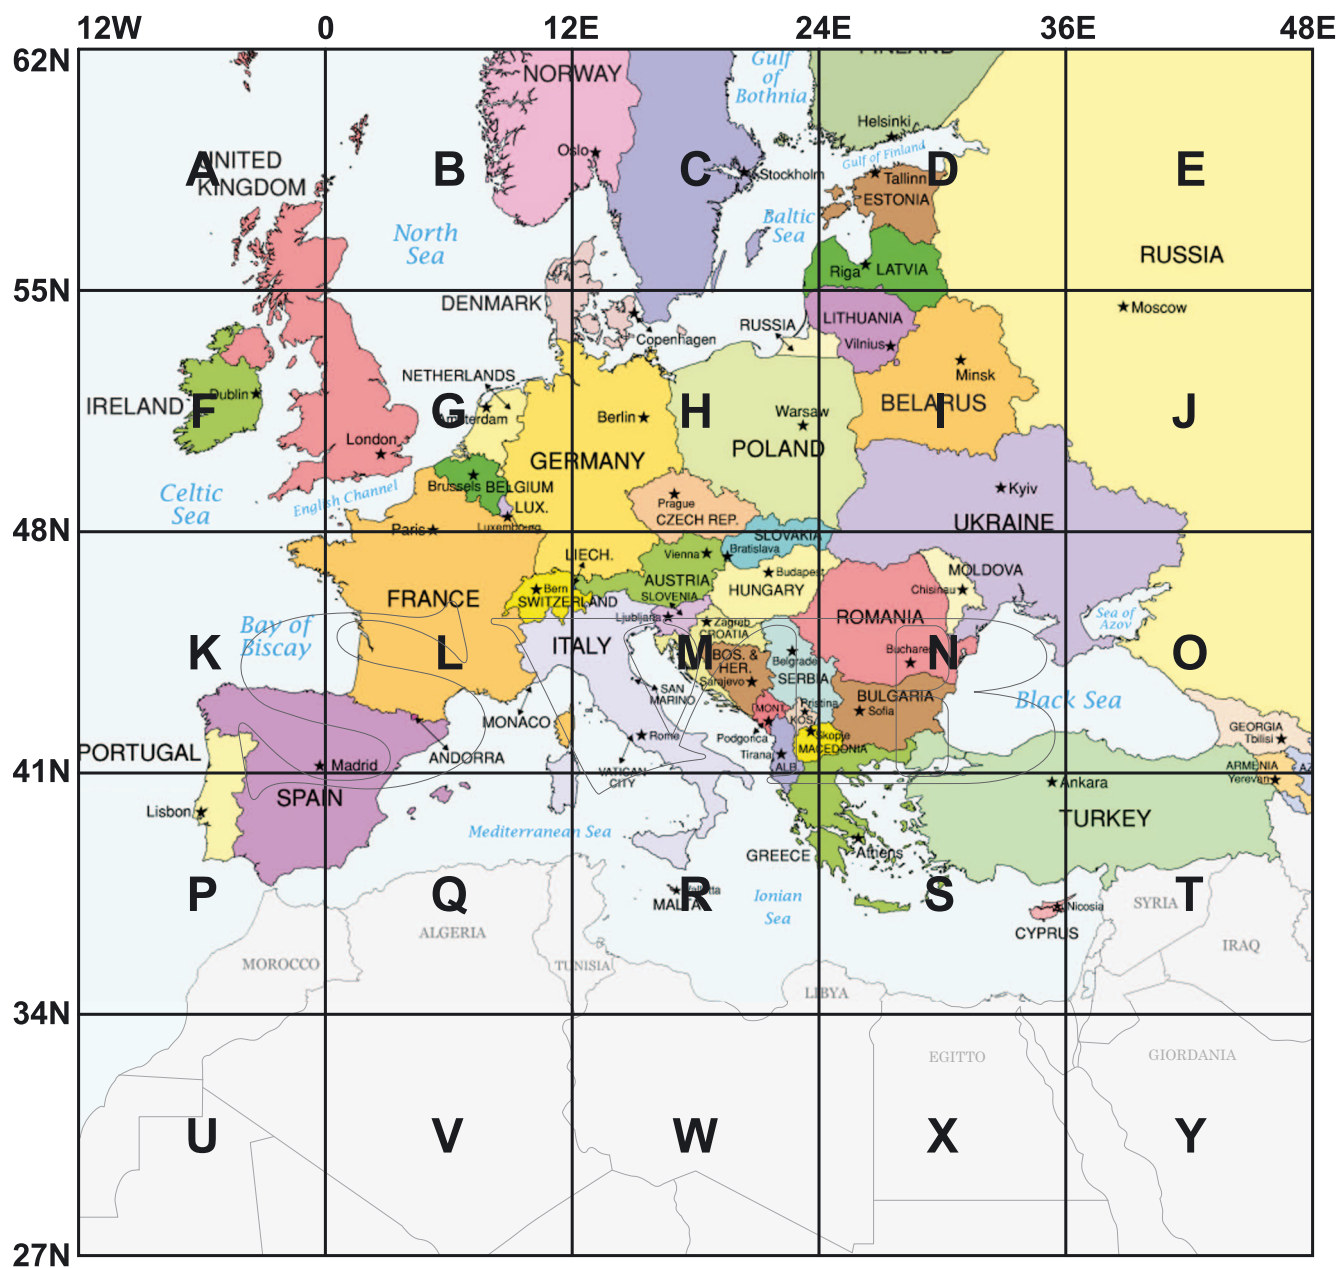 12W 0 12E 24E 36E 48E
62N
FINLAND
Gulf
of
Bothnia
NORWAY
Helsinki
Gulf of Finland
Oslo
A B C D E
UNITED
KINGDOM
Stockholm
Tallinn
ESTONIA
Baltic
Sea
North
Sea
RUSSIA
Riga LATVIA
55N
DENMARK
Moscow
LITHUANIA
RUSSIA
Copenhagen
Vilnius
Minsk
NETHERLANDS
Dublin
IRELAND
F G H I J
Amsterdam
Berlin
Warsaw
BELARUS
London
POLAND
GERMANY
Celtic
Sea
English Channel
Brussels BELGIUM
LUX.
Luxembourg
Prague
CZECH REP.
Kyiv
UKRAINE
48N
Paris
SLOVAKIA
Bratislava
LIECH.
Vienna
Budapest
MOLDOVA
Chisinau
AUSTRIA
HUNGARY
Bern
SWITZERLAND
SLOVENIA
FRANCE
Ljubljana
Zagreb
CROATIA
ROMANIA
Sea of
Azov
Bay of
Biscay
ITALY
K L M N O
BOS. &
HER.
Belgrade
Bucharest
Sarajevo
SERBIA
SAN
MARINO
BULGARIA
Black Sea
MONACO
MONT.
Pristina
KOS.
Sofia
PORTUGAL
ANDORRA
Rome
Podgorica
Skopje
MACEDONIA
GEORGIA
Tbilisi
Tirana
ALB.
Madrid
VATICAN
CITY
ARMENIA
AZ
Yerevan
41N
SPAIN
Ankara
TURKEY
Lisbon
Mediterranean Sea
GREECE
Athens
P Q R S T
Valletta
MALTA
Ionian
Sea
Nicosia
CYPRUS
SYRIA
ALGERIA
IRAQ
MOROCCO
TUNISIA
LIBYA
34N
EGITTO
GIORDANIA
U V W X Y
27N